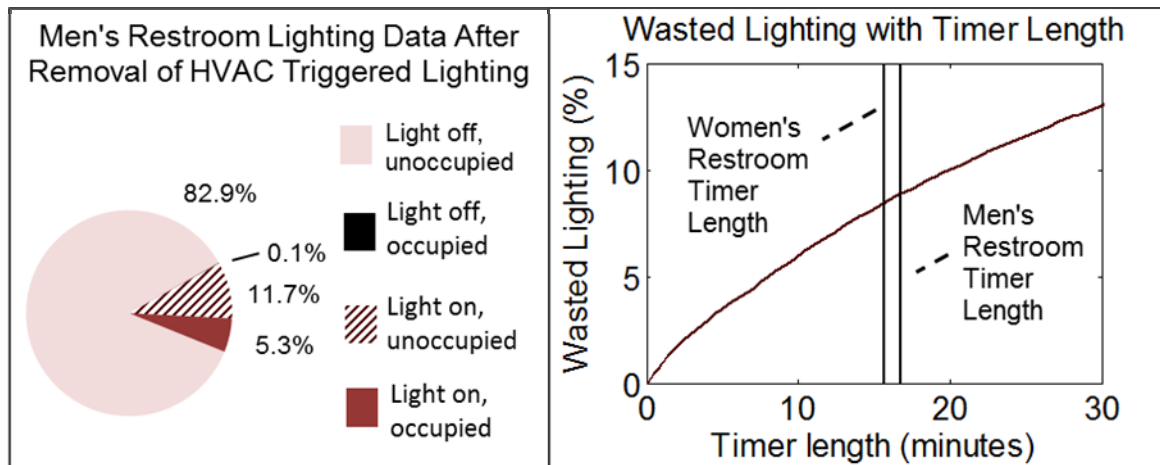 Men's Restroom Lighting Data After
Removal of HVAC Triggered Lighting
82.9%
0.1%
11.7%
5.3%
Light off,
unoccupied
Light off,
occupied
Light on,
unoccupied
Light on,
occupied
Wasted Lighting with Timer Length
Wasted Lighting (%)
15
10
5
0
Women's
Restroom
Timer
Length
Men's
Restroom
Timer
Length
0
10
20
30
Timer length (minutes)